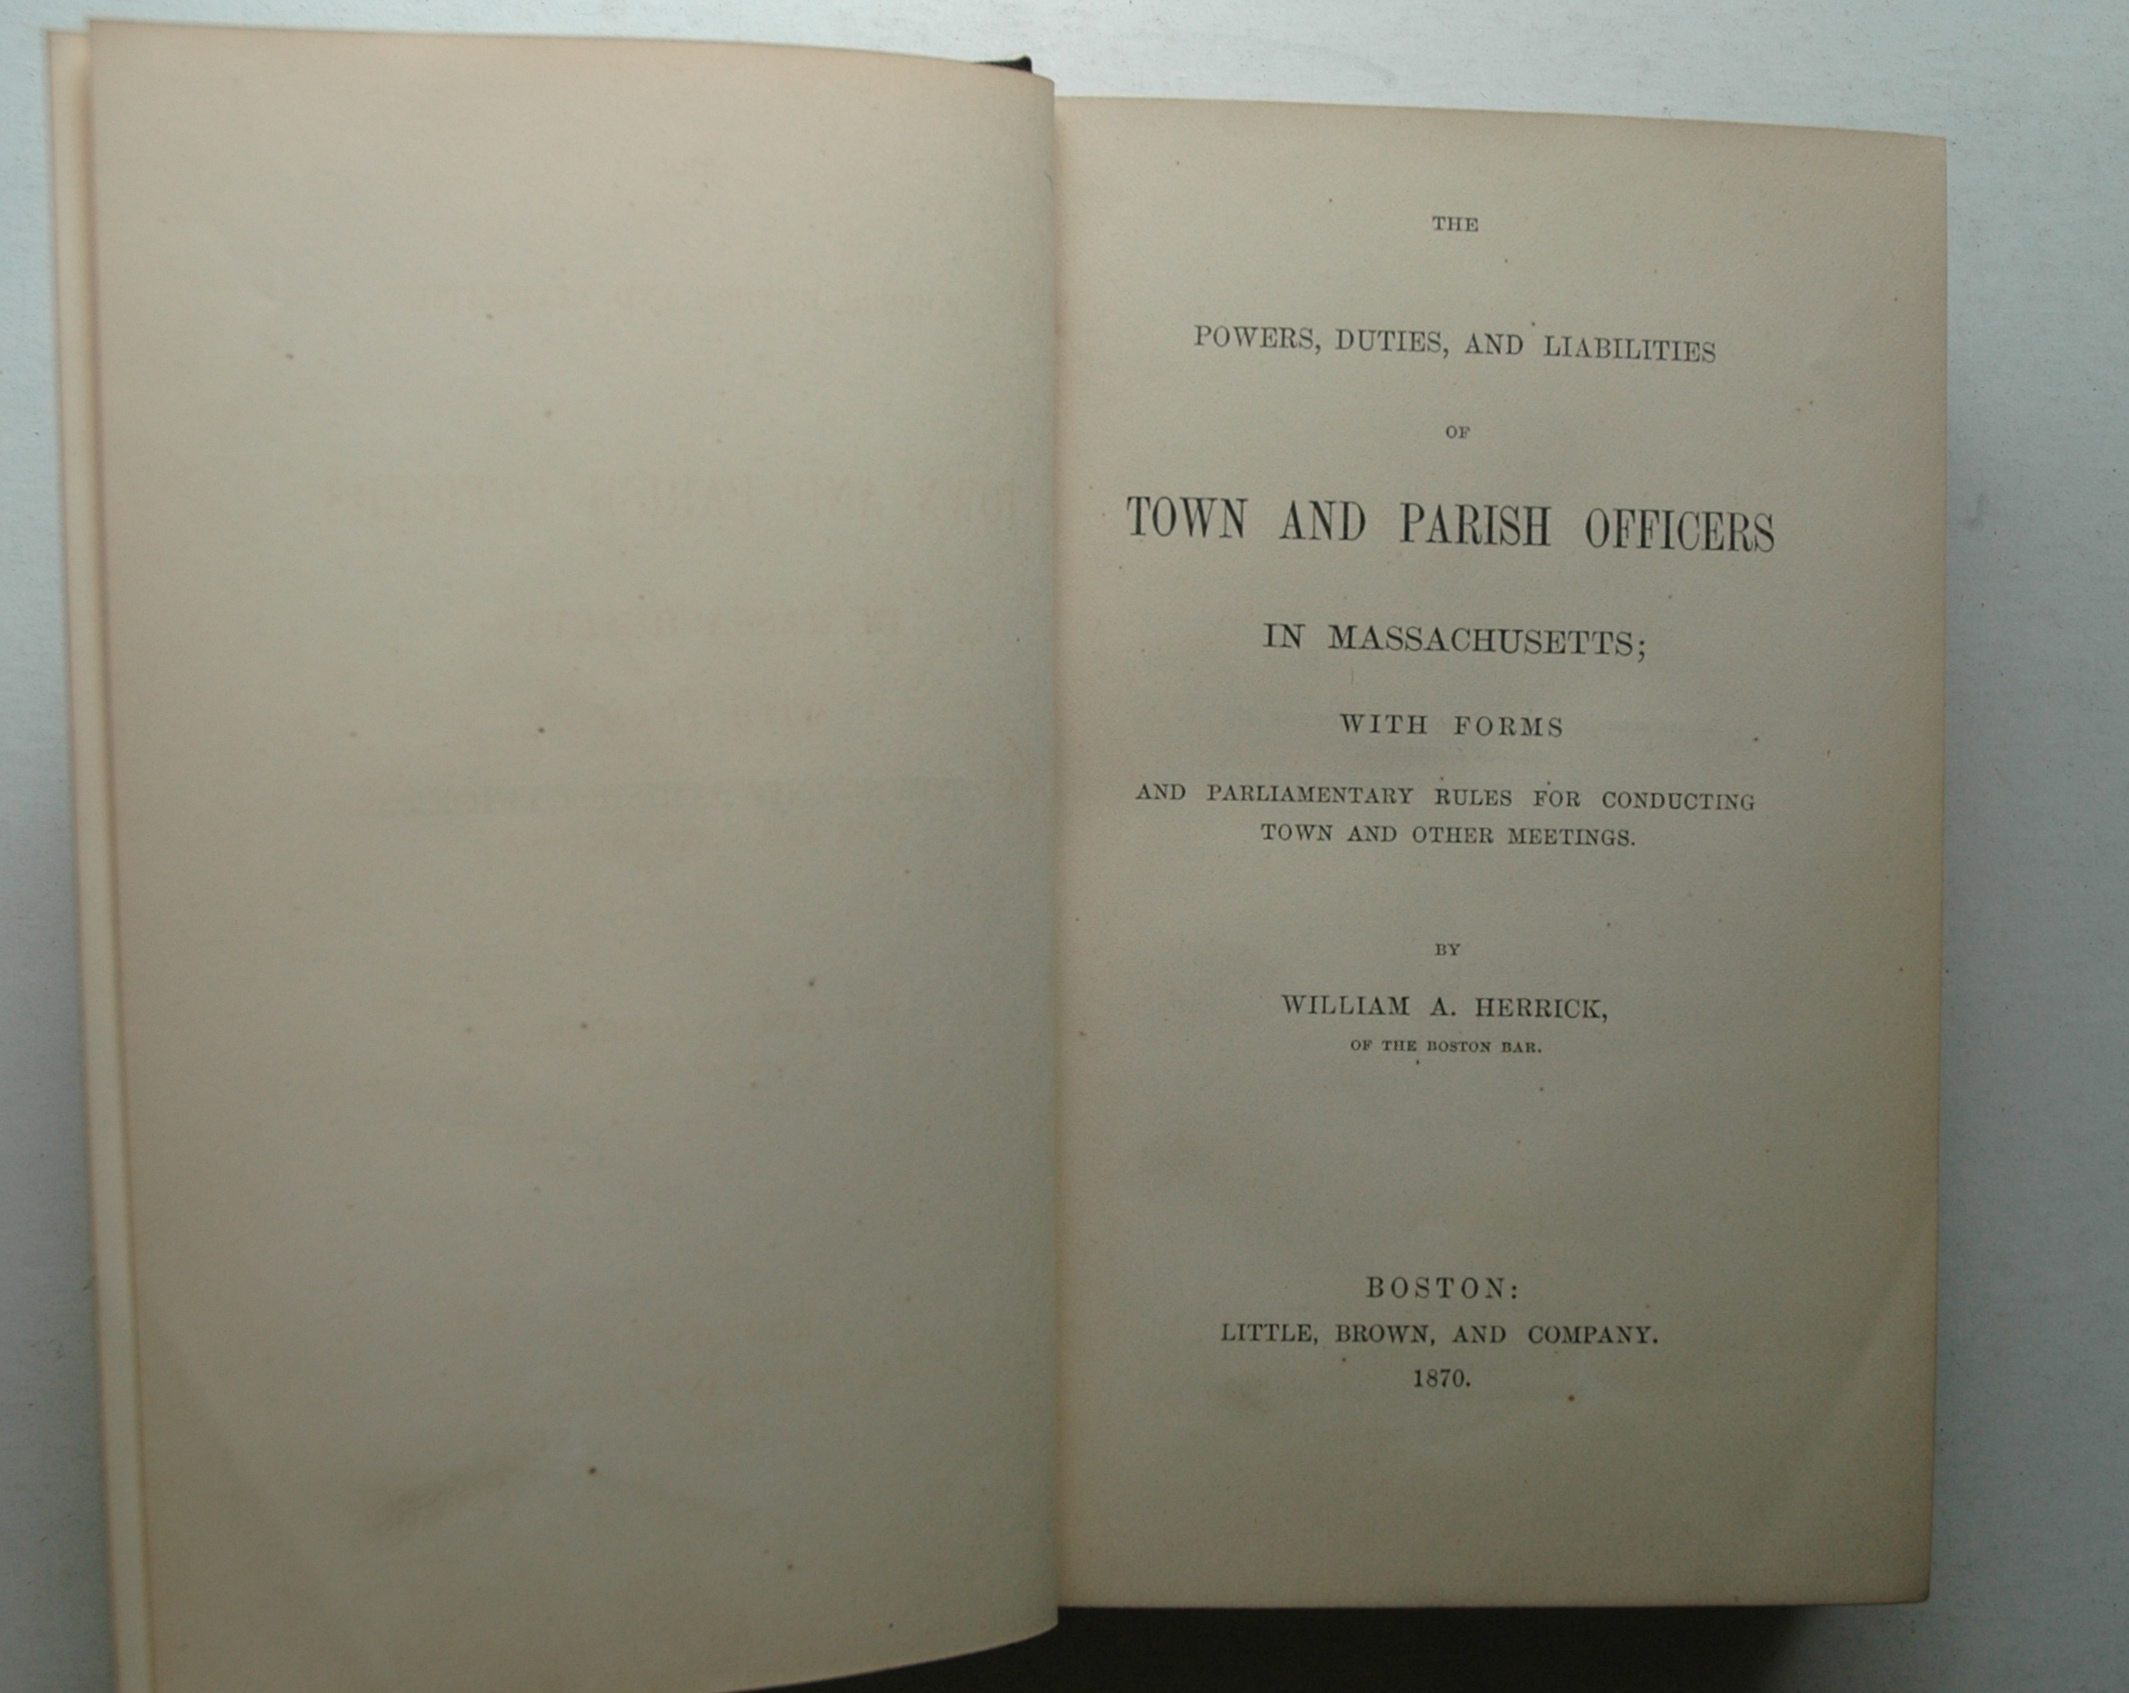 THE
POWERS, DUTIES, AND LIABILITIES
OF
TOWN AND PARISH OFFICERS
IN MASSACHUSETTS;
WITH FORMS
AND PARLIAMENTARY RULES FOR CONDUCTING
TOWN AND OTHER MEETINGS.
BY
WILLIAM A. HERRICK,
OF THE BOSTON BAR.
BOSTON:
LITTLE, BROWN, AND COMPANY.
1870.